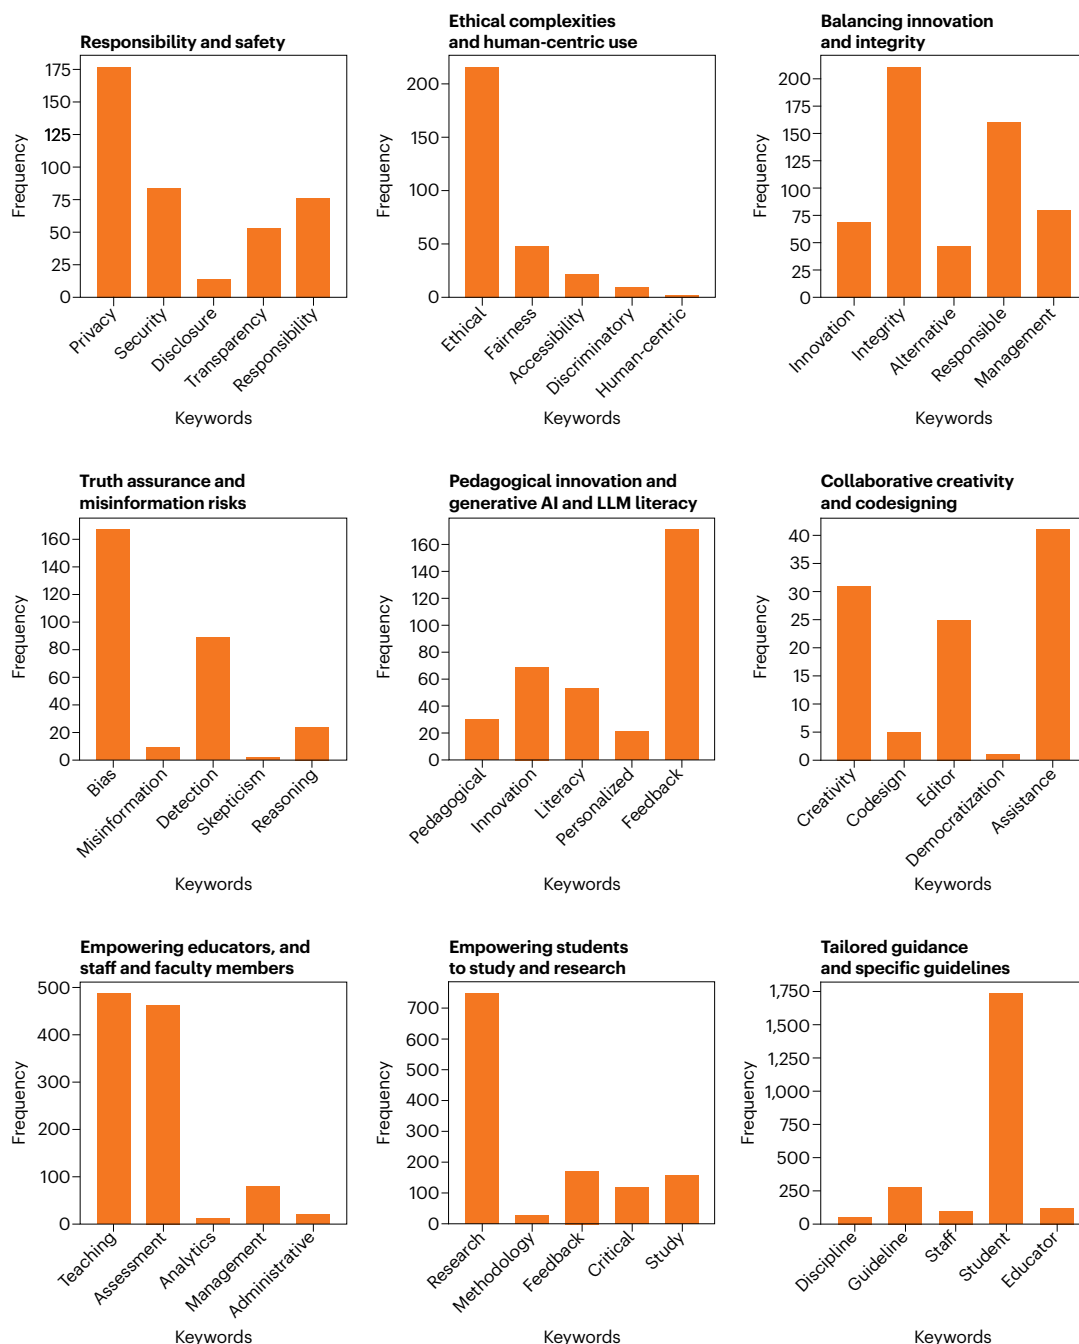 Responsibility and safety
Frequency
175
150
125
100
75
50
25
0
Privacy
Security
Disclosure
Transparency
Responsibility
Keywords
Ethical complexities
and human-centric use
Frequency
200
150
100
50
0
Ethical
Fairness
Accessibility
Discriminatory
Human-centric
Keywords
Balancing innovation
and integrity
Frequency
200
175
150
125
100
75
50
25
0
Innovation
Integrity
Alternative
Responsible
Management
Keywords
Truth assurance and
misinformation risks
Frequency
160
140
120
100
80
60
40
20
0
Bias
Misinformation
Detection
Skepticism
Reasoning
Keywords
Pedagogical innovation and
generative AI and LLM literacy
Frequency
160
140
120
100
80
60
40
20
0
Pedagogical
Innovation
Literacy
Personalized
Feedback
Keywords
Collaborative creativity
and codesigning
Frequency
40
35
30
25
20
15
10
5
0
Creativity
Codesign
Editor
Democratization
Assistance
Keywords
Empowering educators, and
staff and faculty members
Frequency
500
400
300
200
100
0
Teaching
Assessment
Analytics
Management
Administrative
Keywords
Empowering students
to study and research
Frequency
700
600
500
400
300
200
100
0
Research
Methodology
Feedback
Critical
Study
Keywords
Tailored guidance
and specific guidelines
Frequency
1,750
1,500
1,250
1,000
750
500
250
0
Discipline
Guideline
Staff
Student
Educator
Keywords